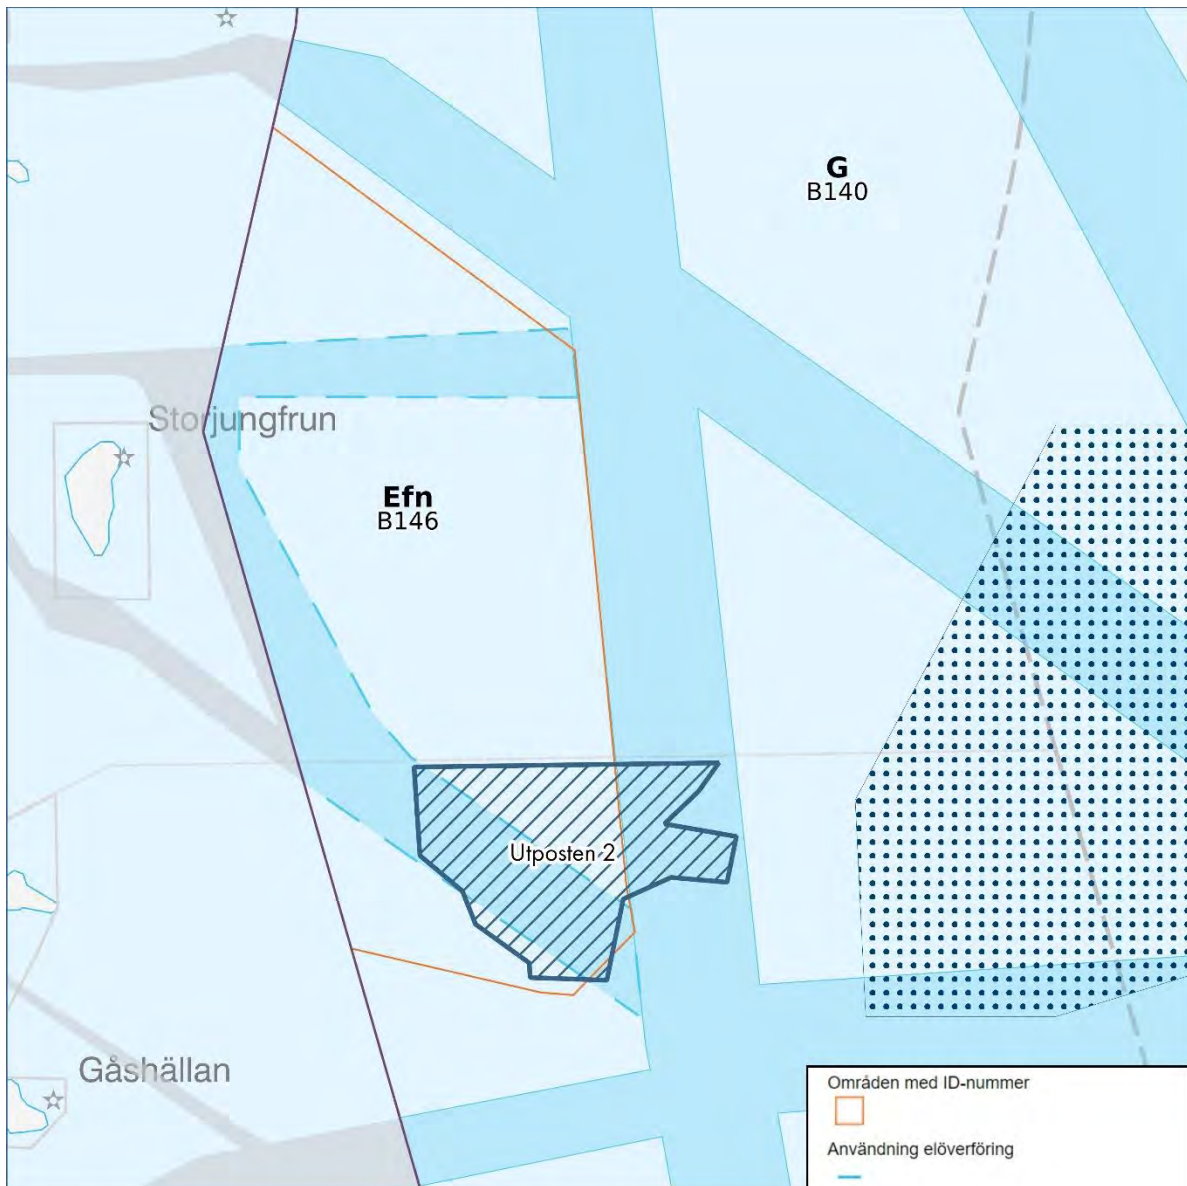 G
B140
Storjungfrun
Efn
B146
Utposten 2
Gåshällan
Områden med ID-nummer
Användning elöverföring